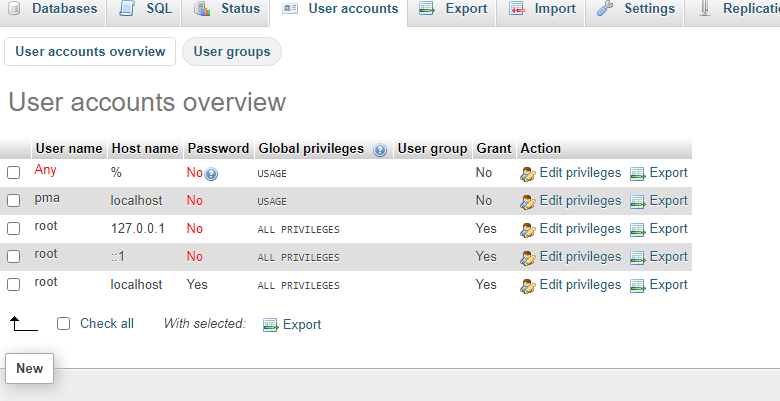 Databases SQL Status User accounts Export Import Settings
User accounts overview User groups
User accounts overview
User name Host name Password Global privileges User group Grant Action
Any % No USAGE No Edit privileges Export
pma localhost No USAGE No Edit privileges Export
root 127.0.0.1 No ALL PRIVILEGES Yes Edit privileges Export
root ::1 No ALL PRIVILEGES Yes Edit privileges Export
root localhost Yes ALL PRIVILEGES Yes Edit privileges Export
Check all With selected: Export
New